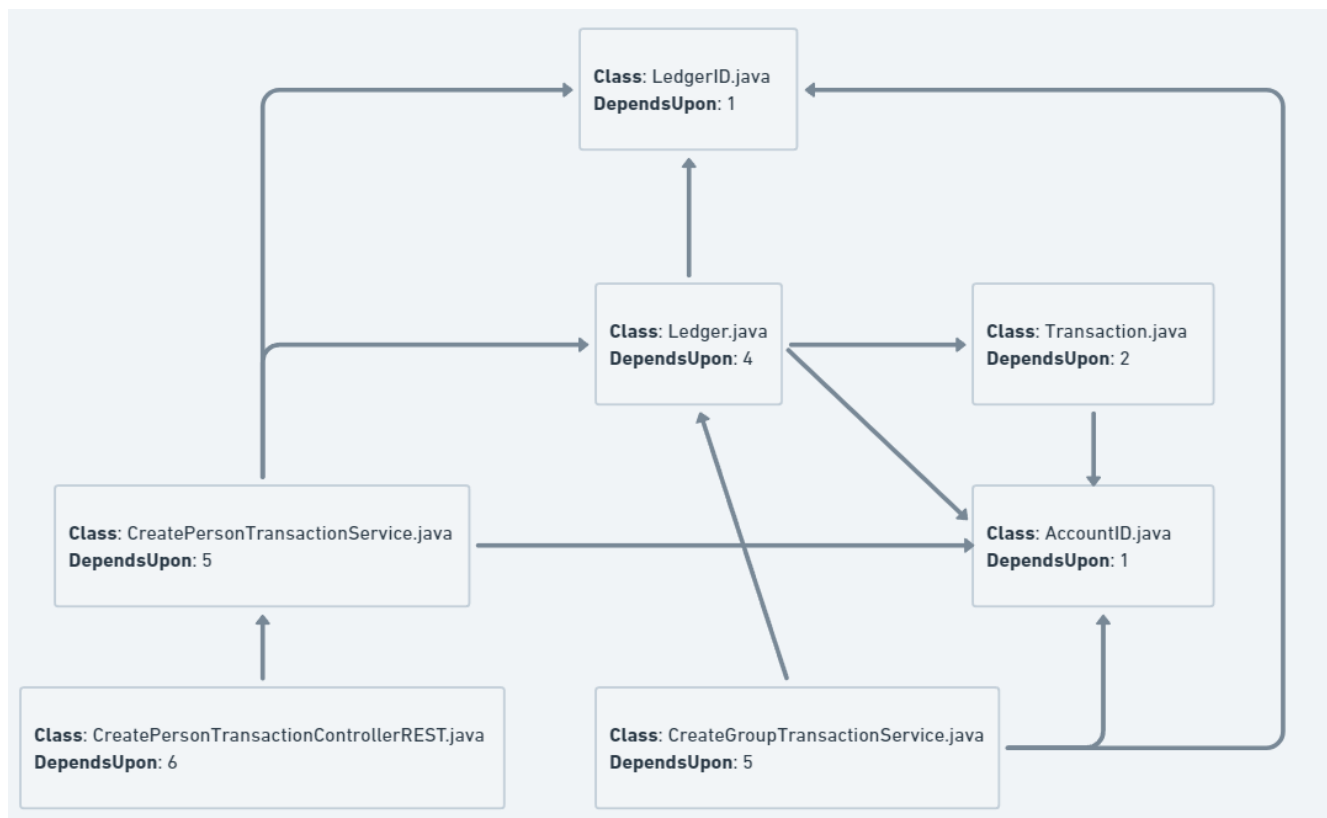 Class: LedgerID.java
DependsUpon: 1
Class: Ledger.java
DependsUpon: 4
Class: Transaction.java
DependsUpon: 2
Class: CreatePersonTransactionService.java
DependsUpon: 5
Class: AccountID.java
DependsUpon: 1
Class: CreatePersonTransactionControllerREST.java
DependsUpon: 6
Class: CreateGroupTransactionService.java
DependsUpon: 5